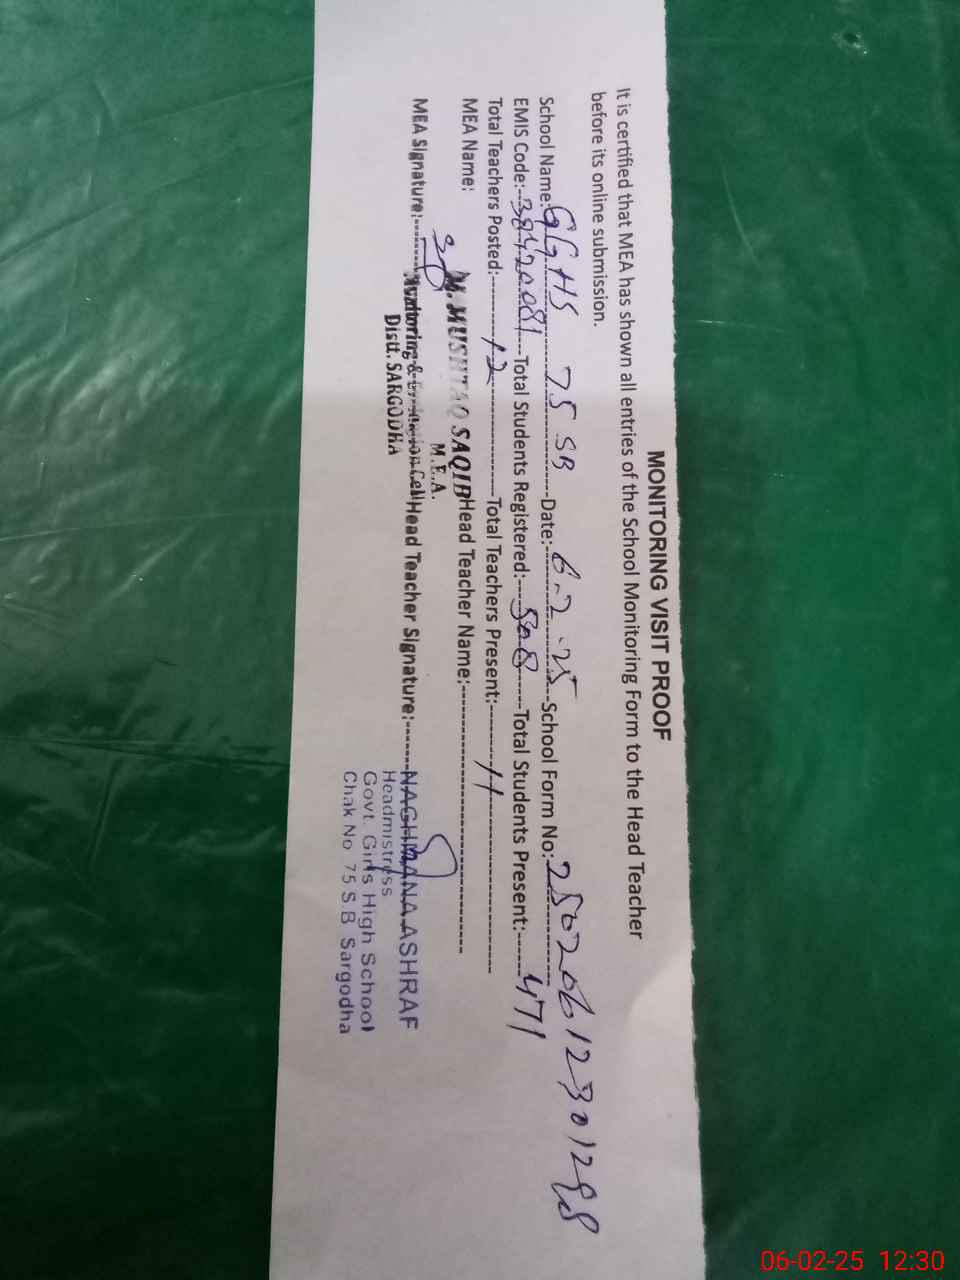 MONITORING VISIT PROOF
It is certified that MEA has shown all entries of the School Monitoring Form to the Head Teacher
before its online submission.
School Name: GGHS 75 SB Date: 6-2-25 School Form No: 25020612301298
EMIS Code: 38420081 Total Students Registered: 508 Total Students Present: 471
Total Teachers Posted: 12 Total Teachers Present: 11
MEA Name: M. MUSHTAQ SAQIB Head Teacher Name:
M.E.A.
MEA Signature: Monitoring & Evaluation Cell Head Teacher Signature: NAGHMANA ASHRAF
Distt. SARGODHA
Headmistress
Govt. Girls High School
Chak No 75 S.B Sargodha
06-02-25 12:30